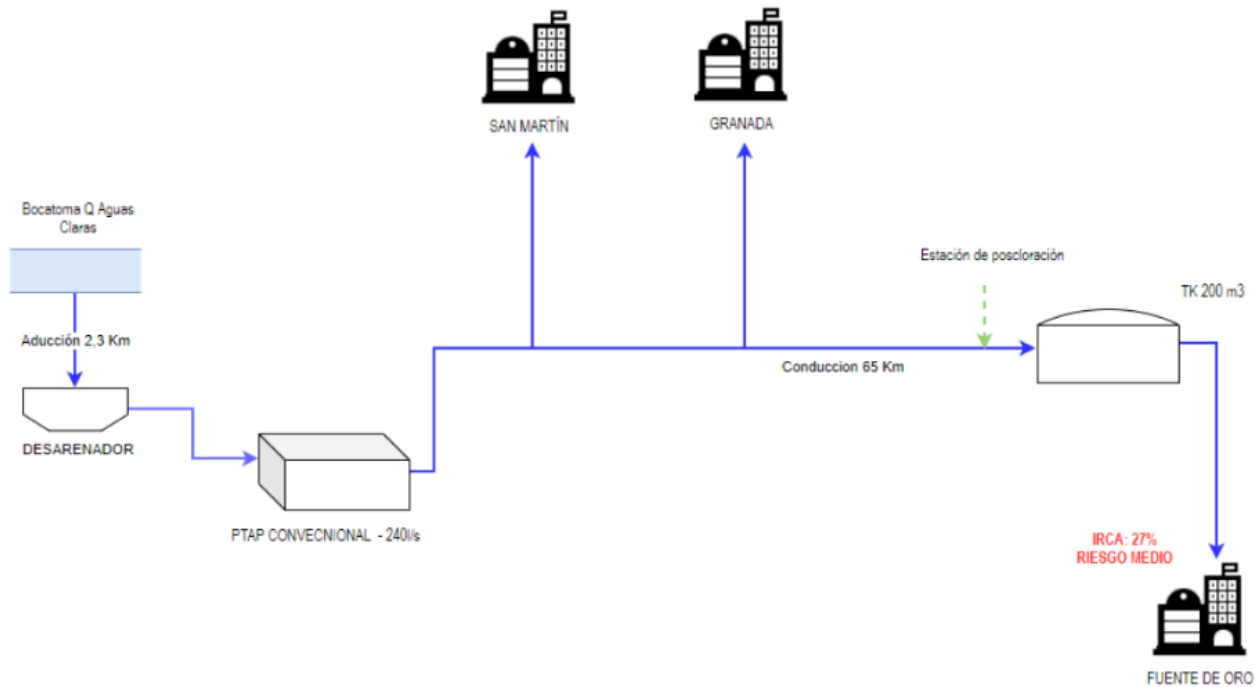 SAN MARTÍN
GRANADA
Bocatoma Q Aguas
Claras
Estación de poscloración
TK 200 m3
Aducción 2,3 Km
Conduccion 65 Km
DESARENADOR
PTAP CONVECNIONAL - 240l/s
IRCA: 27%
RIESGO MEDIO
FUENTE DE ORO